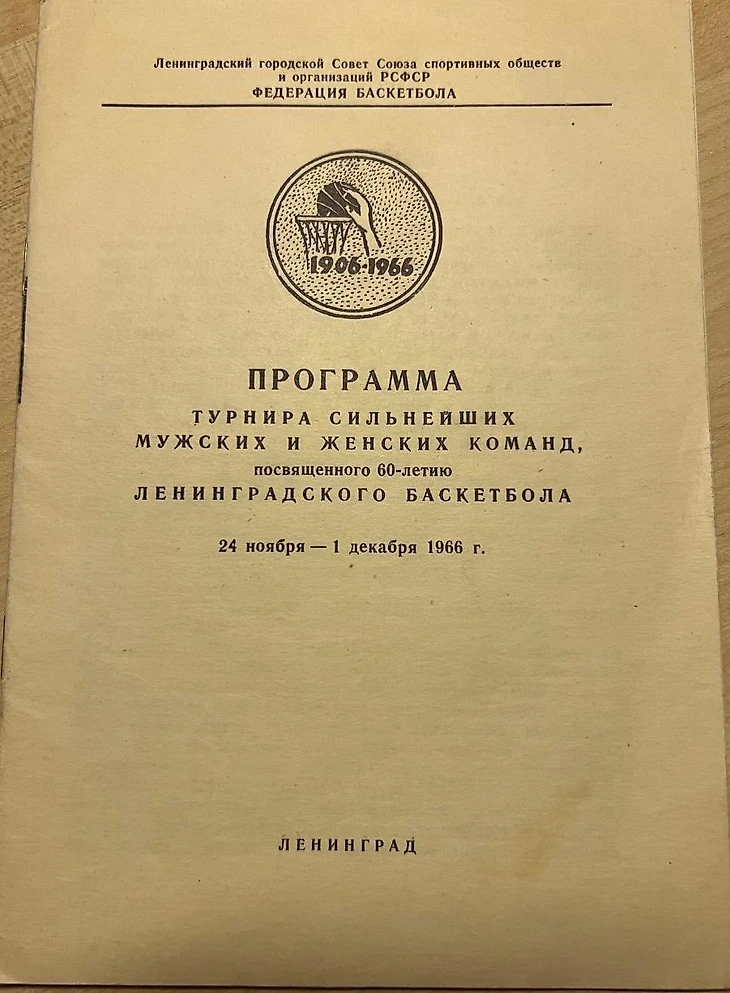 Ленинградский городской Совет Союза спортивных обществ
и организаций РСФСР
ФЕДЕРАЦИЯ БАСКЕТБОЛА
1906-1966
ПРОГРАММА
ТУРНИРА СИЛЬНЕЙШИХ
МУЖСКИХ И ЖЕНСКИХ КОМАНД,
посвященного 60-летию
ЛЕНИНГРАДСКОГО БАСКЕТБОЛА
24 ноября — 1 декабря 1966 г.
ЛЕНИНГРАД